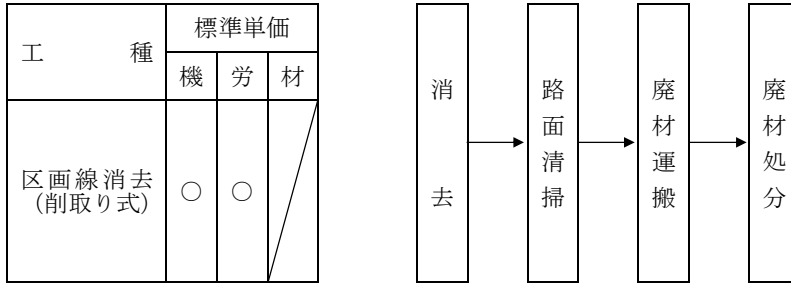 工種
標準単価
機 労 材
区画線消去
(削取り式)
○ ○
消去
路面清掃
廃材運搬
廃材処分